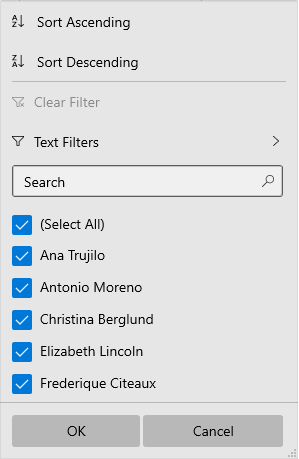 Sort Ascending
Sort Descending
Clear Filter
Text Filters
Search
(Select All)
Ana Trujilo
Antonio Moreno
Christina Berglund
Elizabeth Lincoln
Frederique Citeaux
OK Cancel